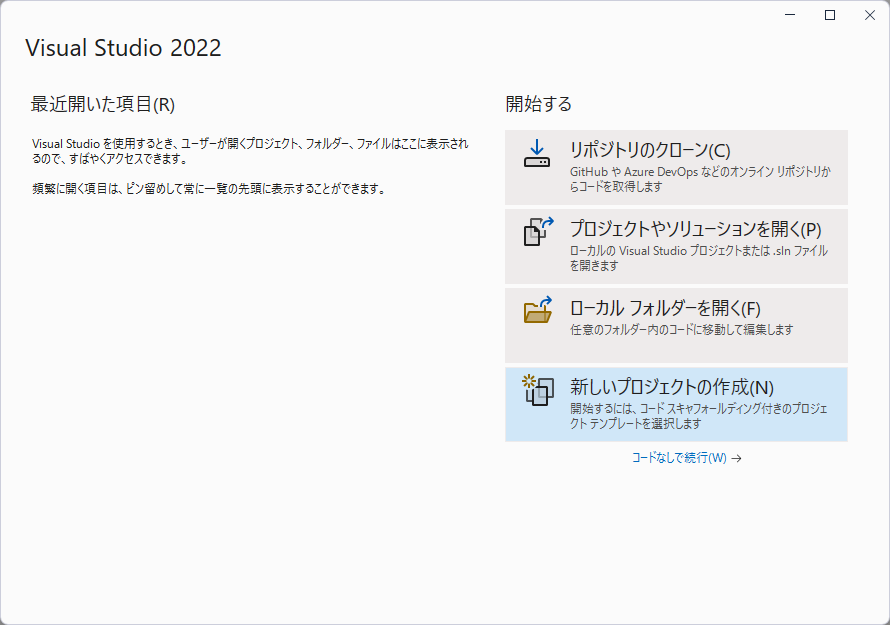 Visual Studio 2022
最近開いた項目(R)
Visual Studio を使用するとき、ユーザーが開くプロジェクト、フォルダー、ファイルはここに表示され
るので、すばやくアクセスできます。
頻繁に開く項目は、ピン留めして常に一覧の先頭に表示することができます。
開始する
リポジトリのクローン(C)
GitHub や Azure DevOps などのオンライン リポジトリか
らコードを取得します
プロジェクトやソリューションを開く(P)
ローカルの Visual Studio プロジェクトまたは .sln ファイル
を開きます
ローカル フォルダーを開く(F)
任意のフォルダー内のコードに移動して編集します
新しいプロジェクトの作成(N)
開始するには、コード スキャフォールディング付きのプロジェ
クト テンプレートを選択します
コードなしで続行(W) →